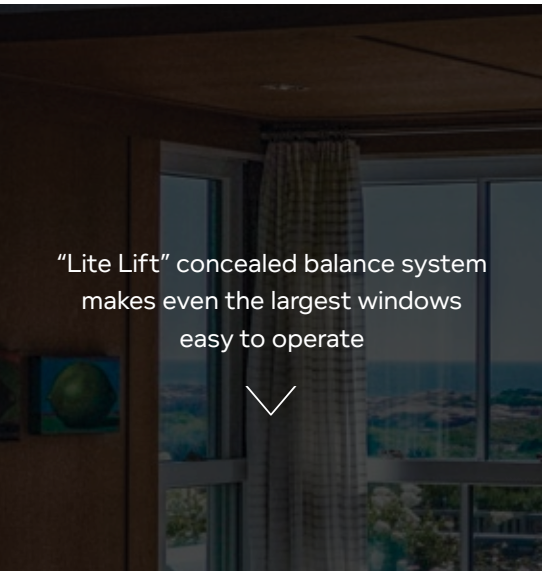 “Lite Lift” concealed balance system
makes even the largest windows
easy to operate